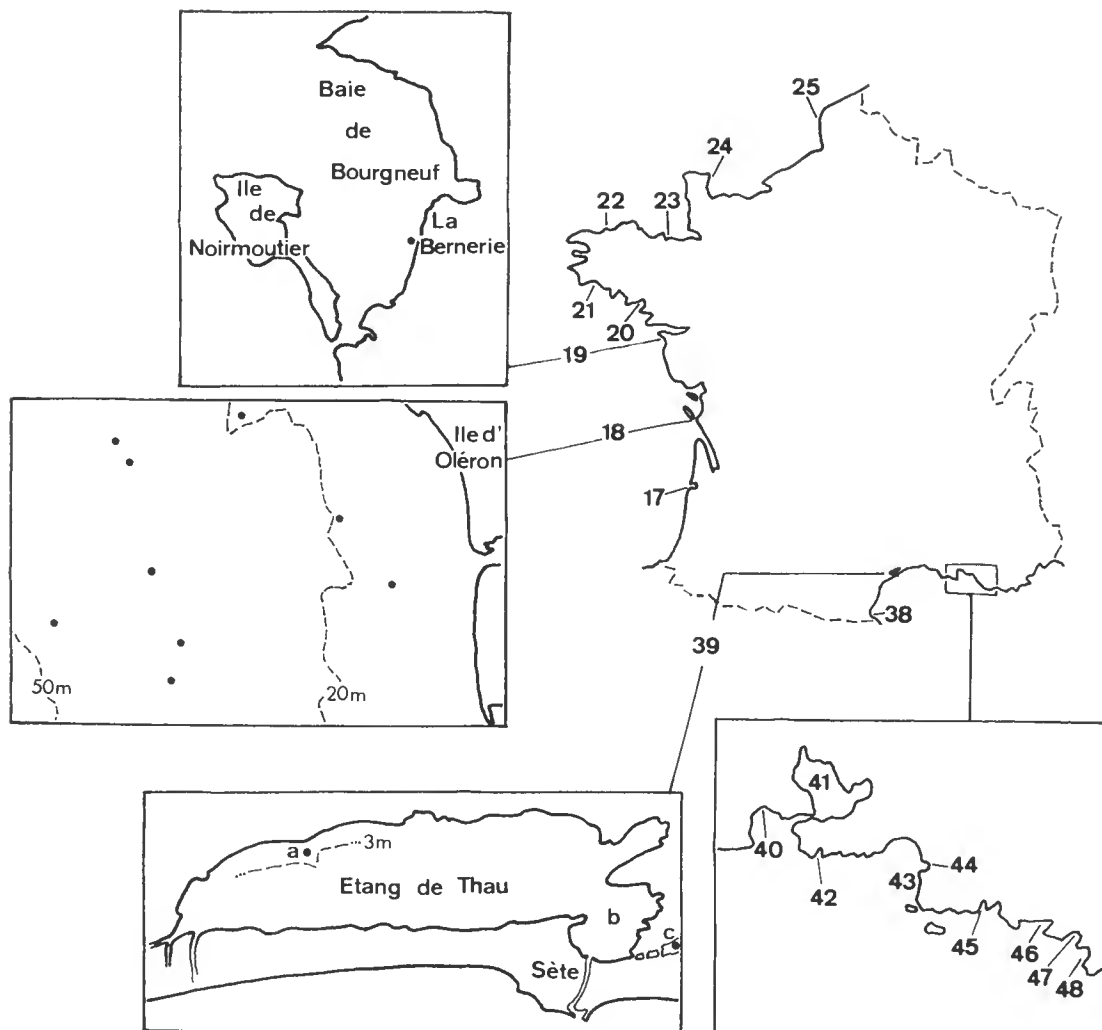 Baie
de
Bourgneuf
Ile
de
Noirmoutier
La
Bernerie
25
24
22
23
21
20
19
18
17
Ile d'
Oléron
50m
20m
38
39
a
3m
Etang de Thau
b
c
Sète
41
40
42
44
43
45
46
47
48